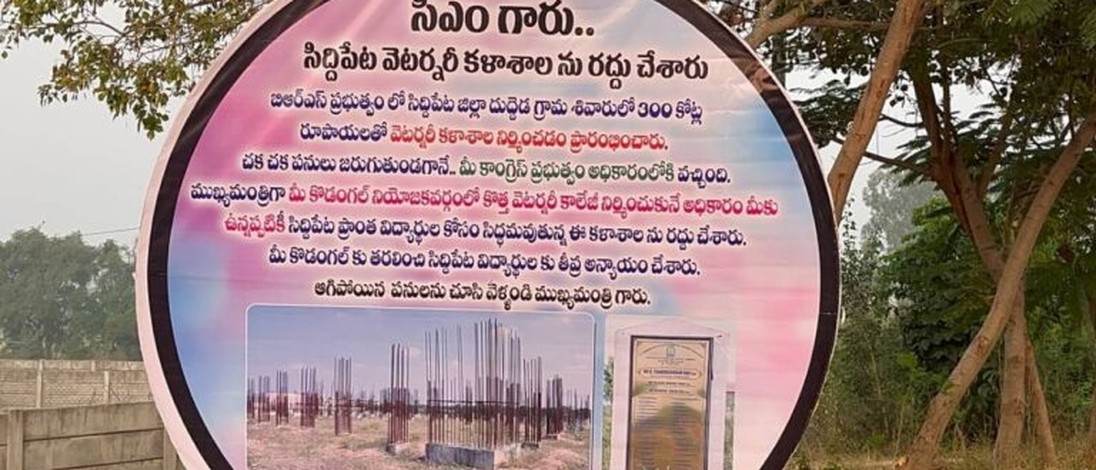 సీఎం గారు..
సిద్దిపేట వెటర్నరీ కళాశాల ను రద్దు చేశారు
బిఆర్ఎస్ ప్రభుత్వం లో సిద్దిపేట జిల్లా దుద్దెడ గ్రామ శివారులో 300 కోట్ల
రూపాయలతో వెటర్నరీ కళాశాల నిర్మించడం ప్రారంభించారు.
చక చక పనులు జరుగుతుండగానే.. మీ కాంగ్రెస్ ప్రభుత్వం అధికారంలోకి వచ్చింది.
ముఖ్యమంత్రిగా మీ కొడంగల్ నియోజకవర్గంలో కొత్త వెటర్నరీ కాలేజీ నిర్మించుకునే అధికారం మీకు
ఉన్నప్పటికీ సిద్దిపేట ప్రాంత విద్యార్థుల కోసం సిద్ధమవుతున్న ఈ కళాశాల ను రద్దు చేశారు.
మీ కొడంగల్ కు తరలించి సిద్దిపేట విద్యార్థుల కు తీవ్ర అన్యాయం చేశారు.
ఆగిపోయిన పనులను చూసి వెళ్ళండి ముఖ్యమంత్రి గారు.